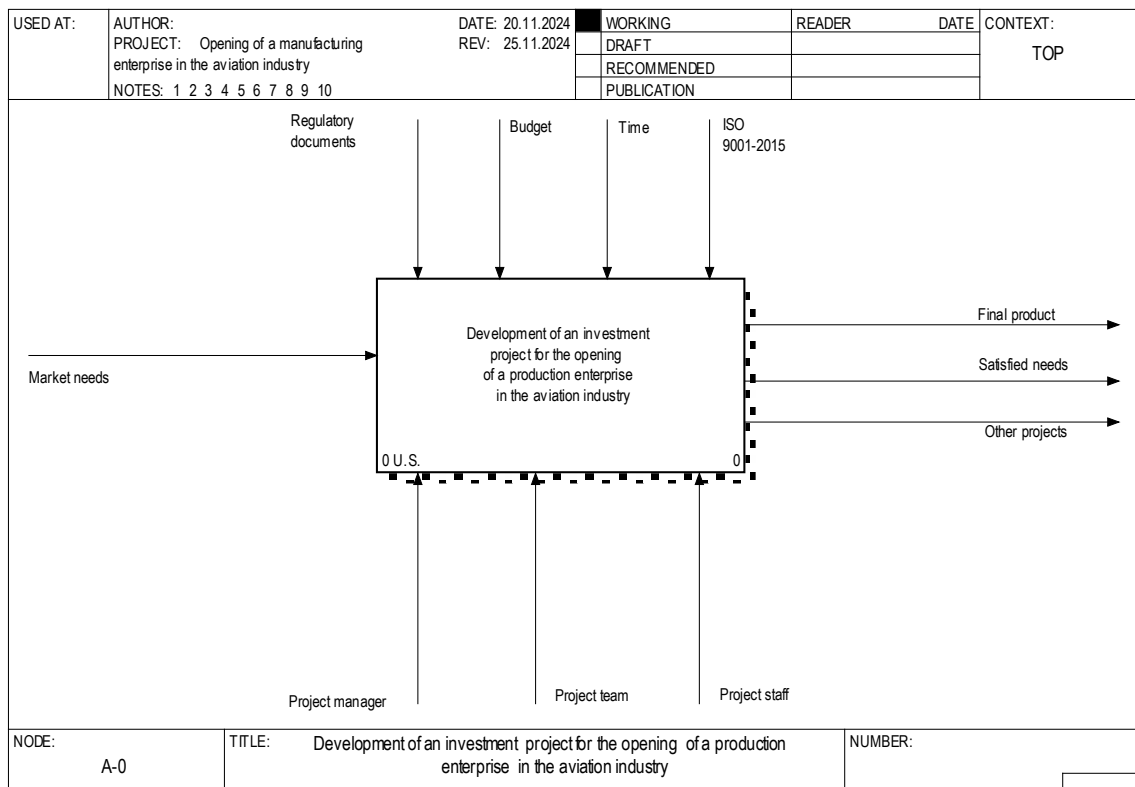 USED AT:
AUTHOR:
DATE: 20.11.2024
PROJECT: Opening of a manufacturing
REV: 25.11.2024
enterprise in the aviation industry
NOTES: 1 2 3 4 5 6 7 8 9 10
WORKING
DRAFT
RECOMMENDED
PUBLICATION
READER DATE
CONTEXT:
TOP
Regulatory
documents
Budget
Time
ISO
9001-2015
Market needs
Development of an investment
project for the opening
of a production enterprise
in the aviation industry
0 U.S.
0
Final product
Satisfied needs
Other projects
Project manager
Project team
Project staff
NODE:
A-0
TITLE: Development of an investment project for the opening of a production
enterprise in the aviation industry
NUMBER: